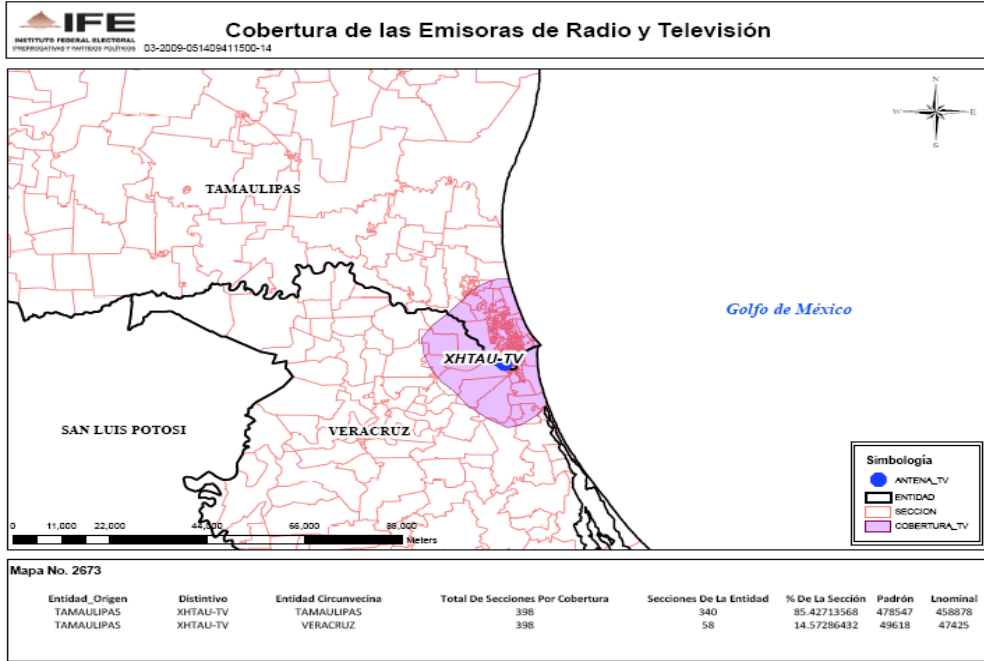 IFE
INSTITUTO FEDERAL ELECTORAL
PRERROGATIVAS Y PARTIDOS POLÍTICOS
03-2009-051409411500-14
Cobertura de las Emisoras de Radio y Televisión
N
W E
S
TAMAULIPAS
Golfo de México
XHTAU-TV
SAN LUIS POTOSI
VERACRUZ
Simbología
ANTENA_TV
ENTIDAD
SECCION
COBERTURA_TV
0 11,000 22,000 44,000 66,000 88,000
Meters
Mapa No. 2673
Entidad_Origen Distintivo Entidad Circunvecina Total De Secciones Por Cobertura Secciones De La Entidad % De La Sección Padrón Lnominal
TAMAULIPAS XHTAU-TV TAMAULIPAS 398 340 85.42713568 478547 458878
TAMAULIPAS XHTAU-TV VERACRUZ 398 58 14.57286432 49618 47425